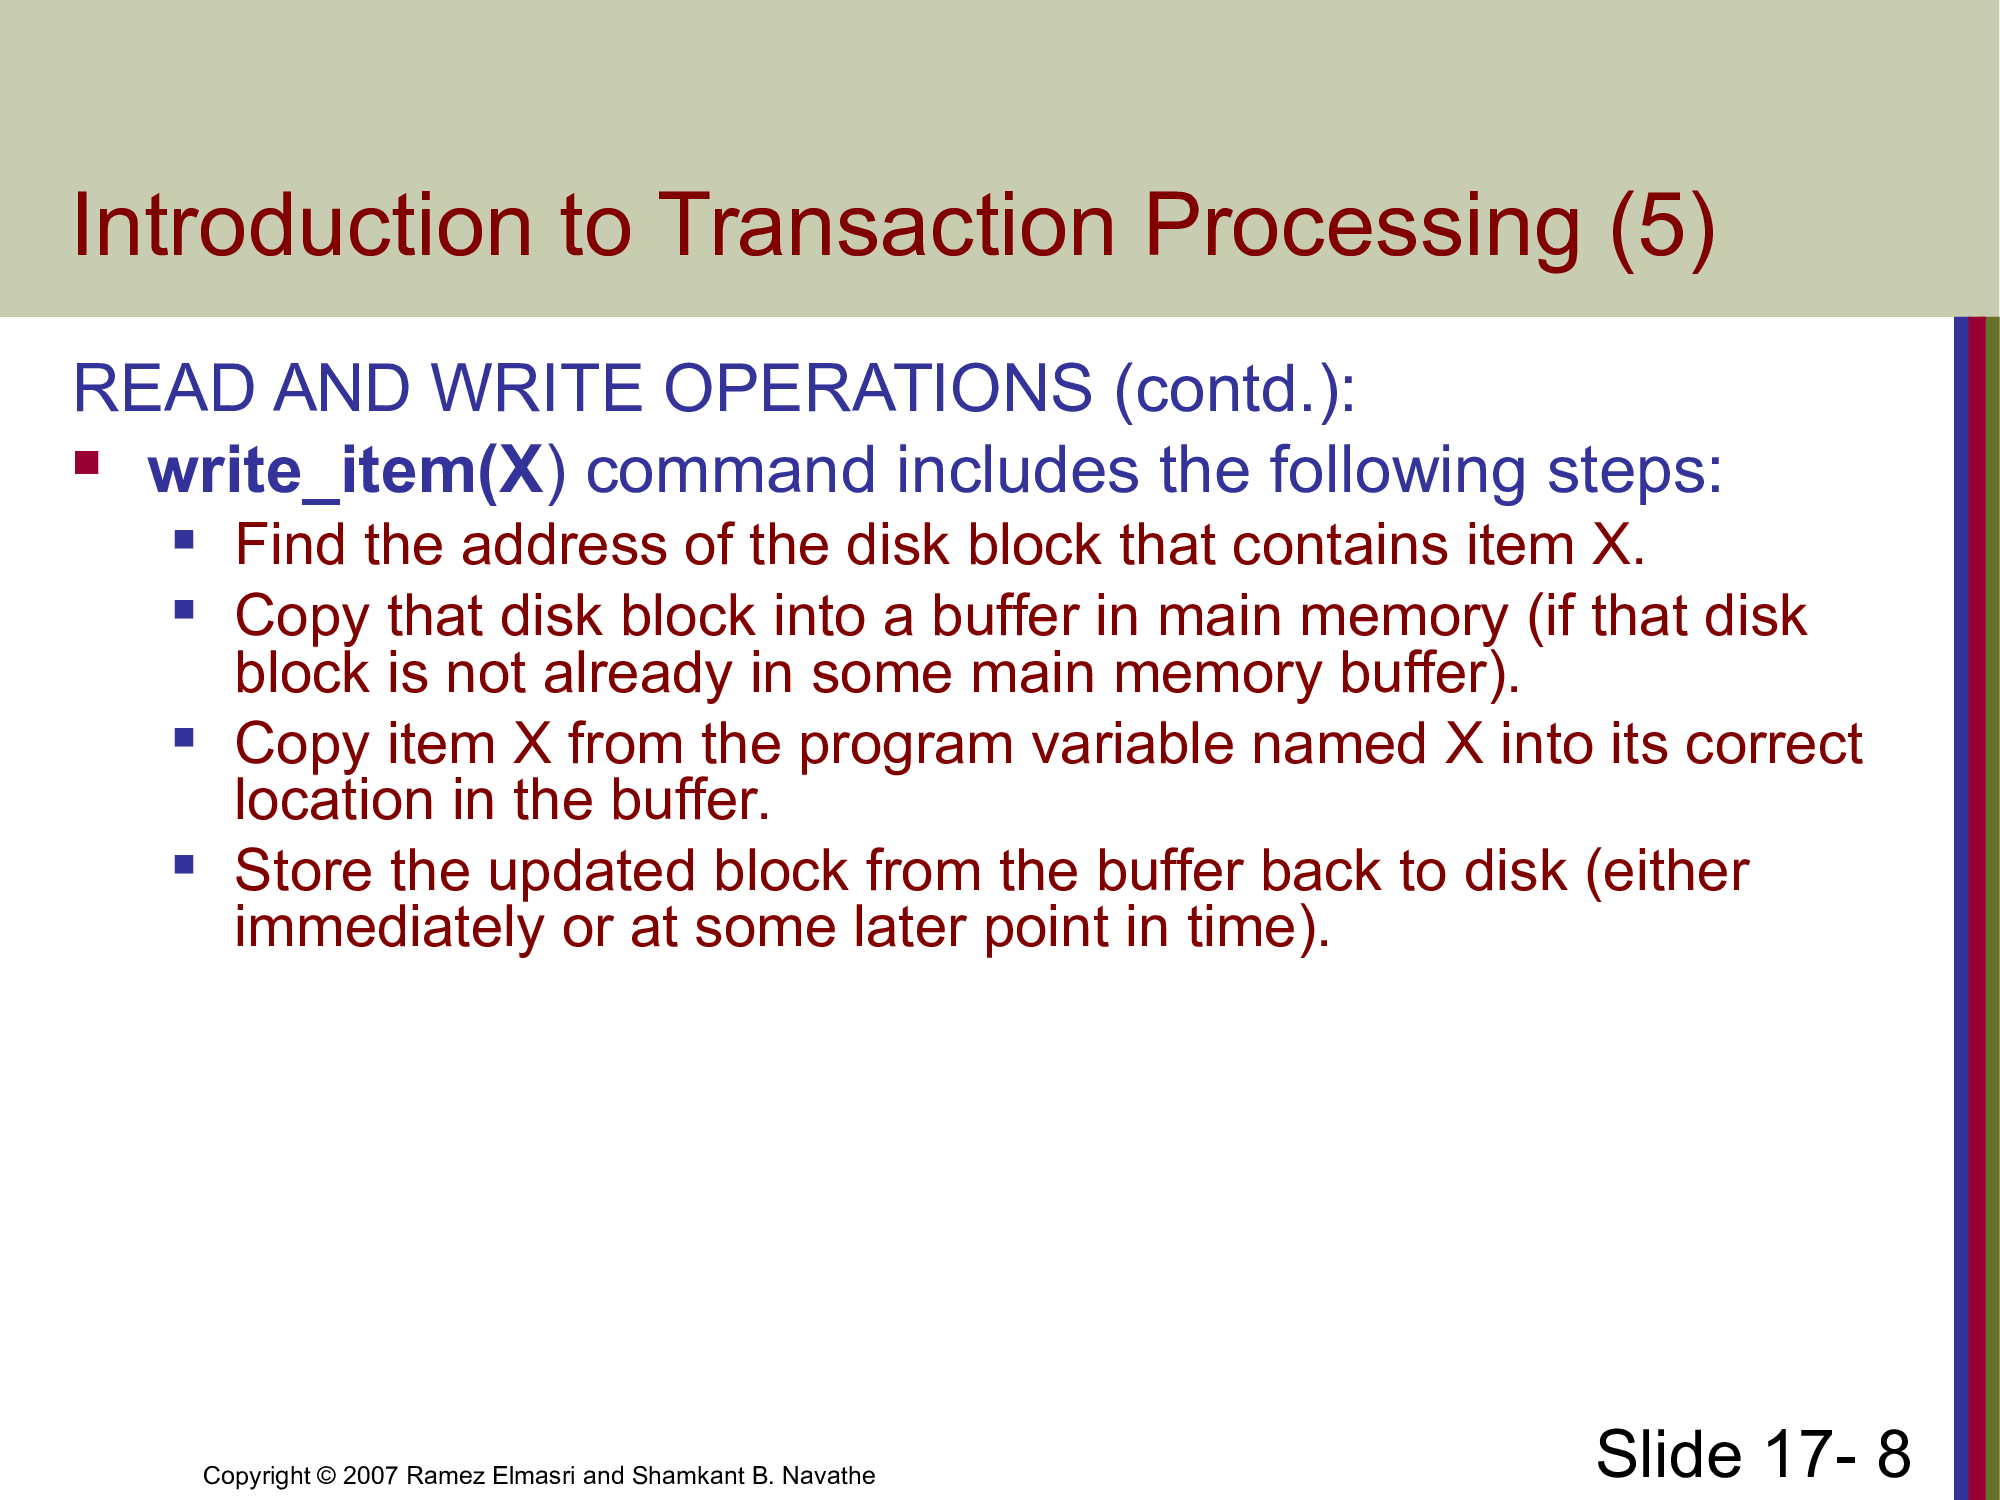 Introduction to Transaction Processing (5)
READ AND WRITE OPERATIONS (contd.):
write_item(X) command includes the following steps:
Find the address of the disk block that contains item X.
Copy that disk block into a buffer in main memory (if that disk
block is not already in some main memory buffer).
Copy item X from the program variable named X into its correct
location in the buffer.
Store the updated block from the buffer back to disk (either
immediately or at some later point in time).
Copyright © 2007 Ramez Elmasri and Shamkant B. Navathe
Slide 17- 8